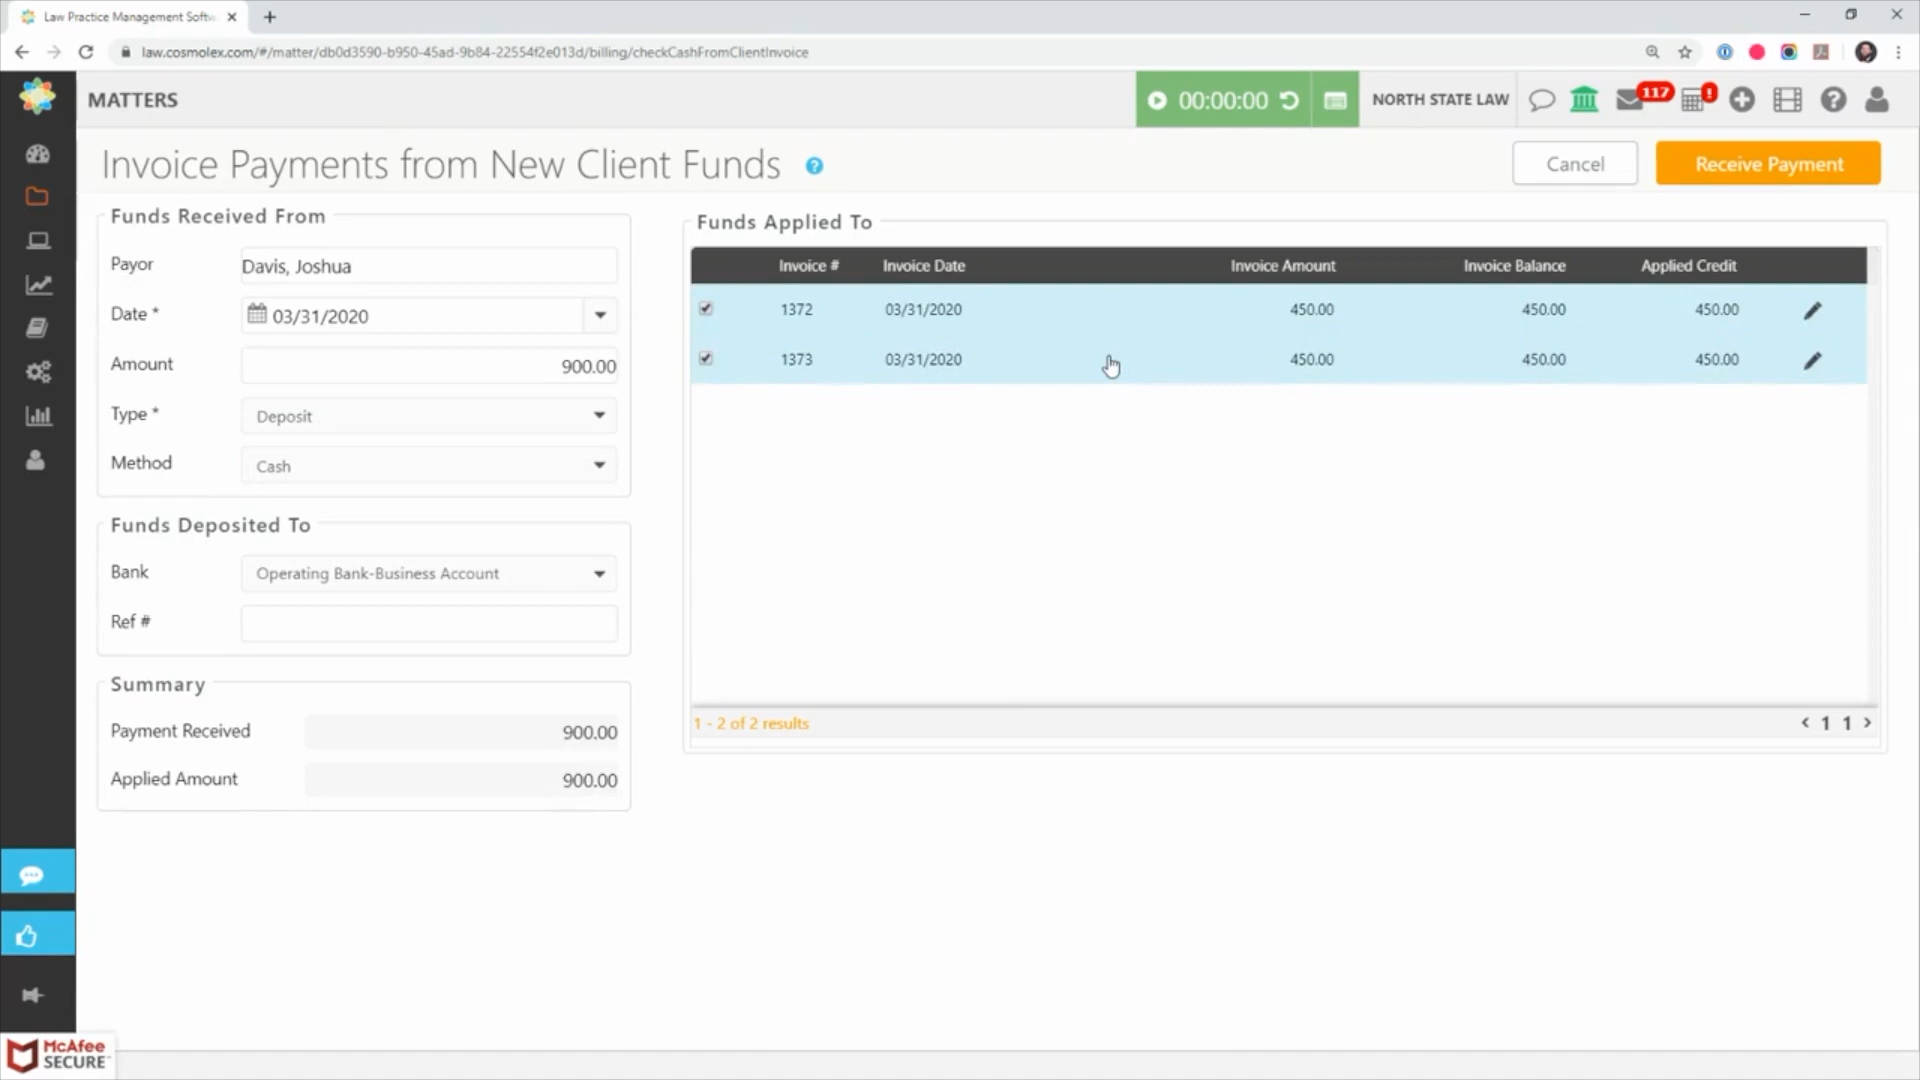 Law Practice Management Softw
law.cosmolex.com/#/matter/db0d3590-b950-45ad-9b84-22554f2e013d/billing/checkCashFromClientInvoice
MATTERS
00:00:00
NORTH STATE LAW
117
!
Invoice Payments from New Client Funds ?
Cancel
Receive Payment
Funds Received From
Payor Davis, Joshua
Date * 03/31/2020
Amount 900.00
Type * Deposit
Method Cash
Funds Deposited To
Bank Operating Bank-Business Account
Ref #
Summary
Payment Received 900.00
Applied Amount 900.00
Funds Applied To
Invoice # Invoice Date Invoice Amount Invoice Balance Applied Credit
1372 03/31/2020 450.00 450.00 450.00
1373 03/31/2020 450.00 450.00 450.00
1 - 2 of 2 results
< 1 1 >
McAfee
SECURE